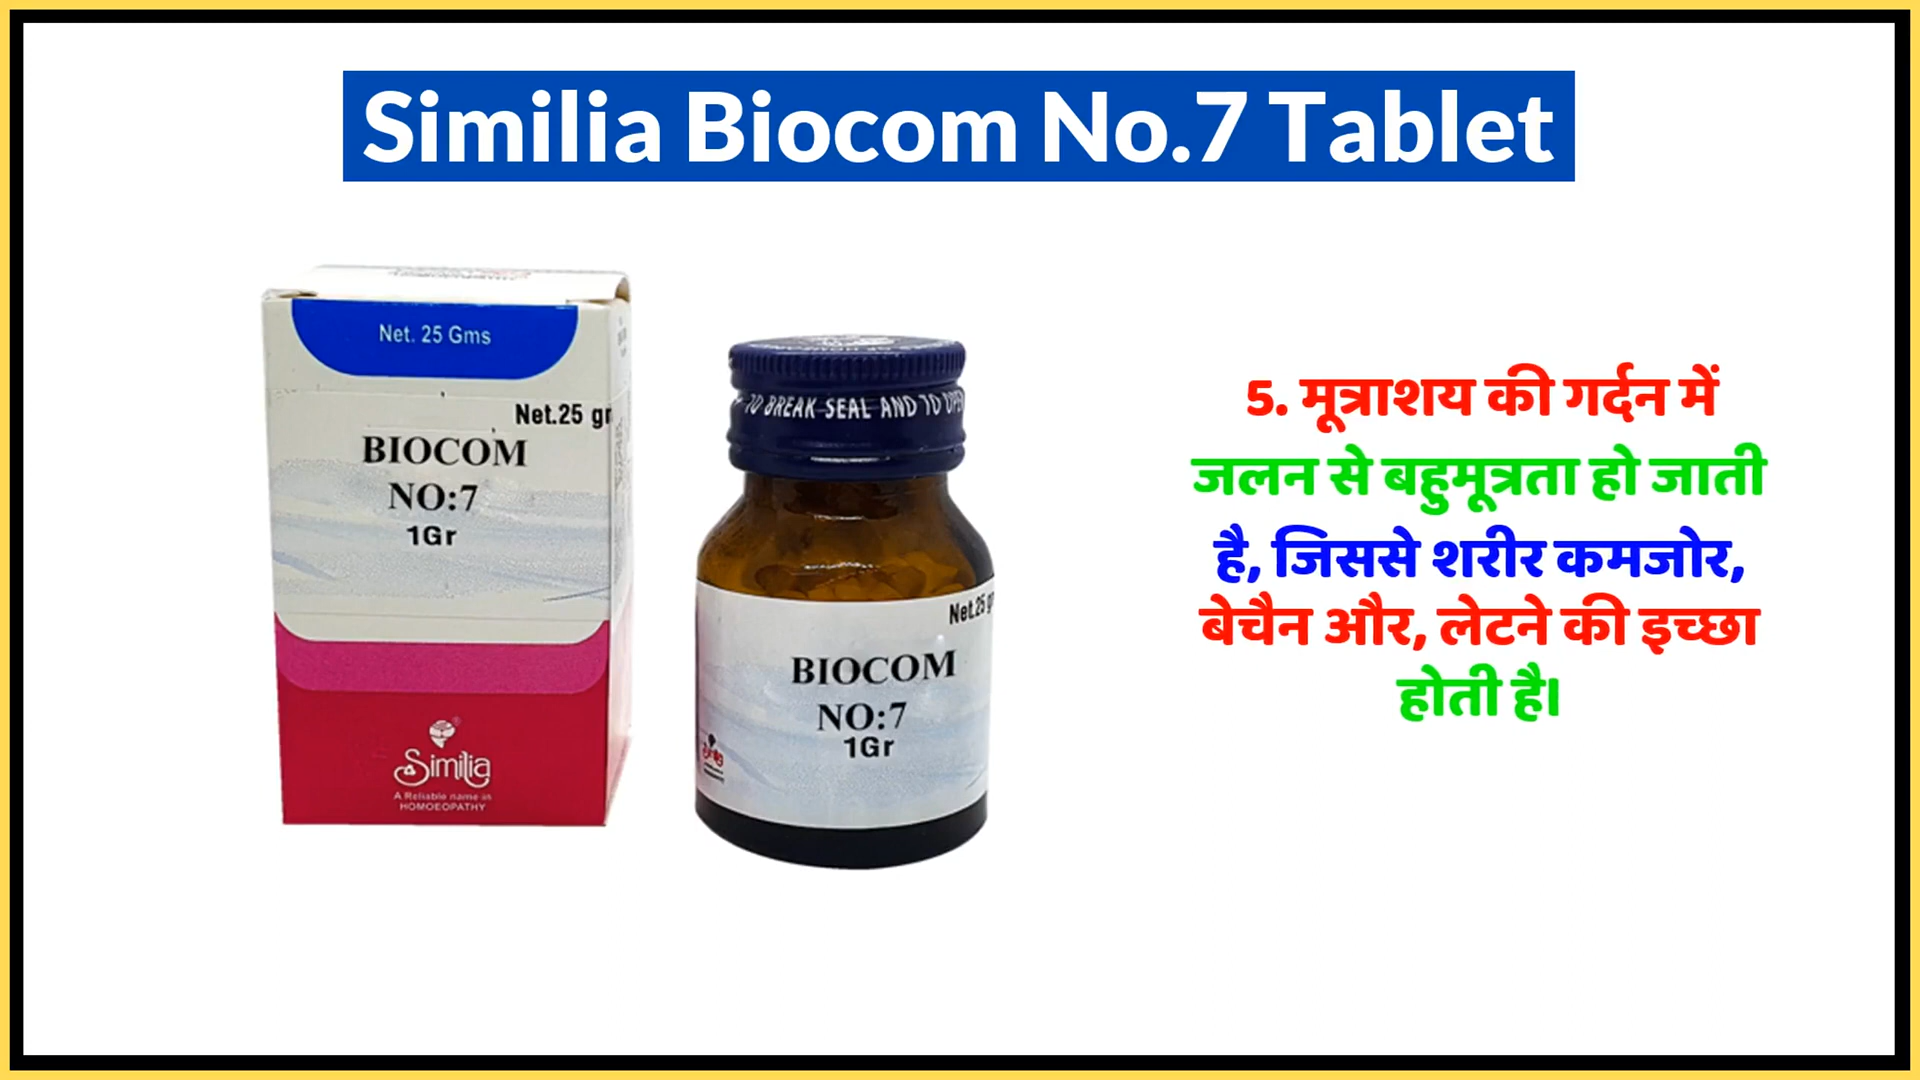 Similia Biocom No.7 Tablet
Net. 25 Gms
Net.25 gr
BIOCOM
NO:7
1Gr
Similia
A Reliable name in
HOMOEOPATHY
TO BREAK SEAL AND TO OPEN
Net.25 gr
BIOCOM
NO:7
1Gr
5. मूत्राशय की गर्दन में
जलन से बहुमूत्रता हो जाती
है, जिससे शरीर कमजोर,
बेचैन और, लेटने की इच्छा
होती है।